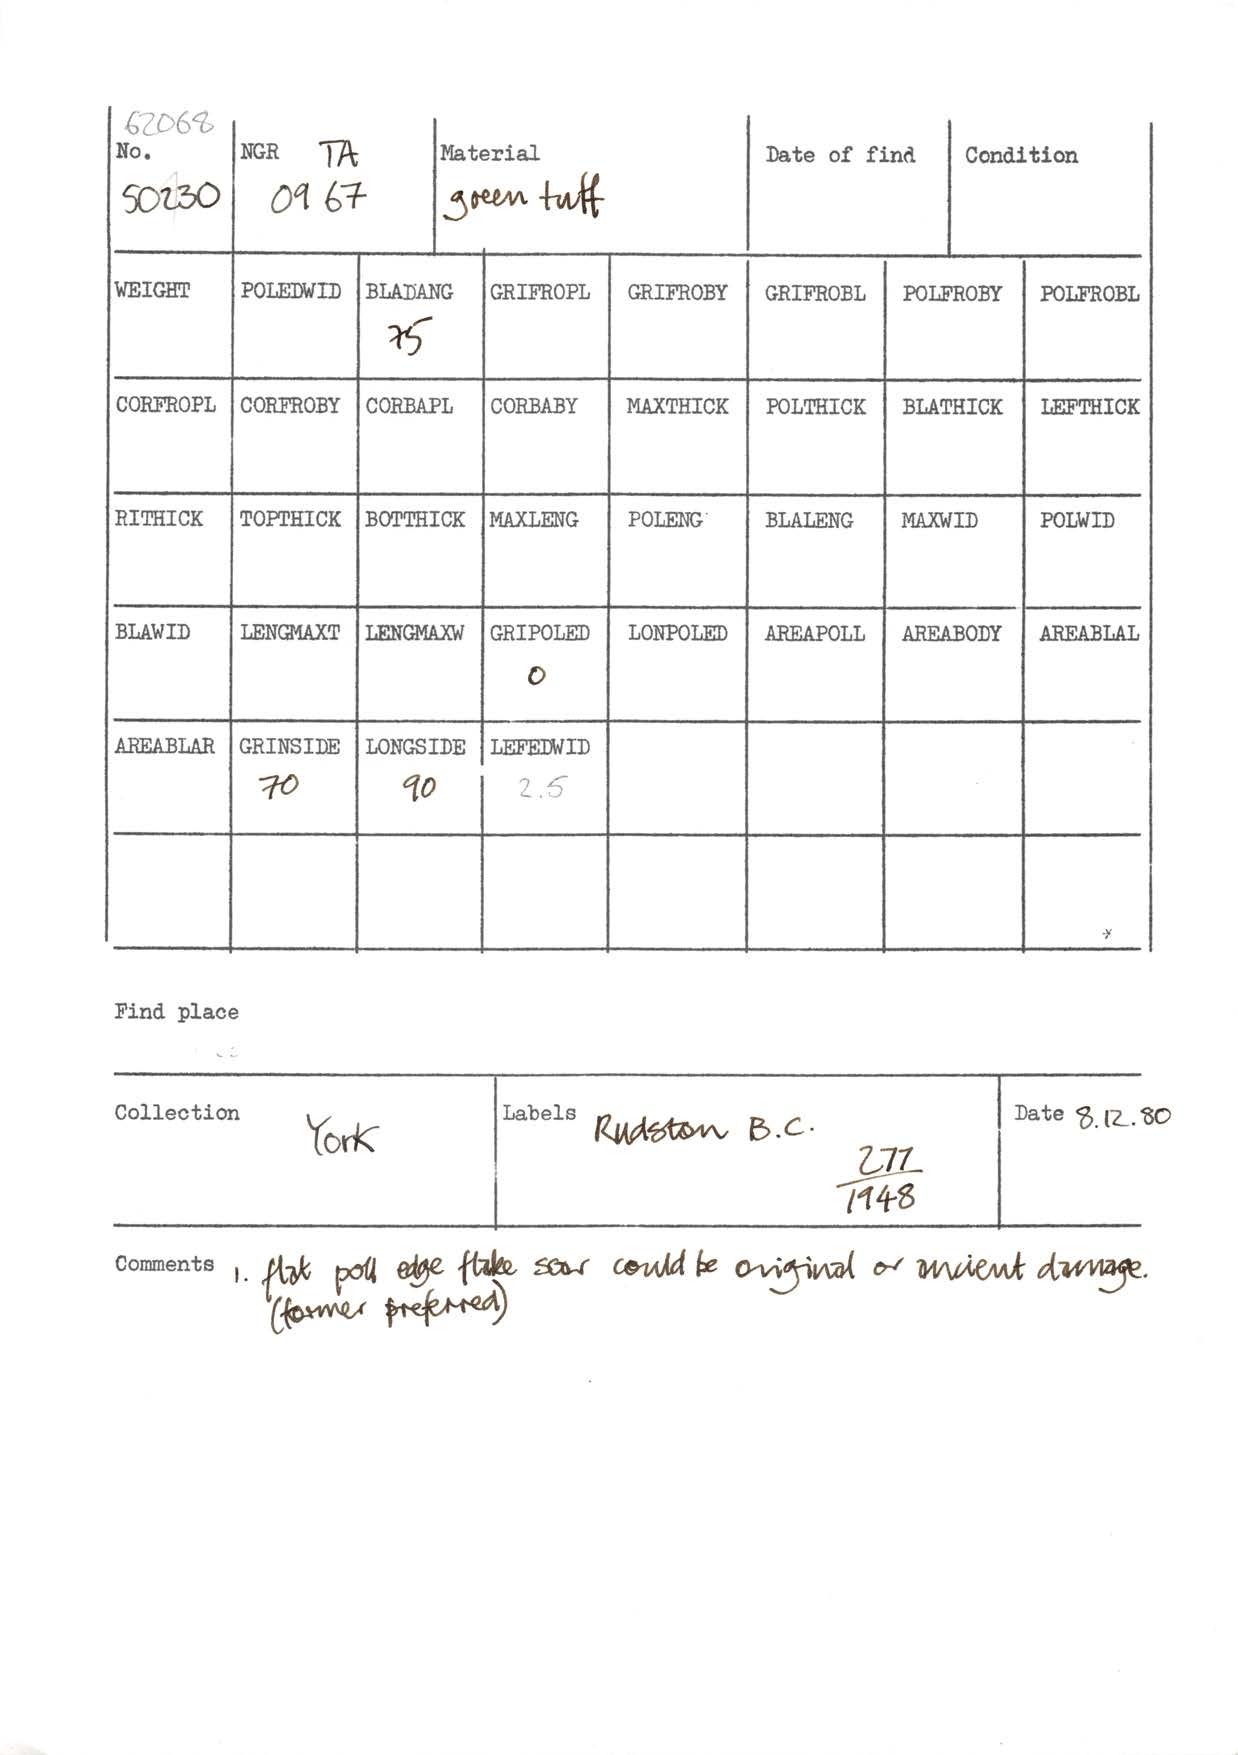 62068
No. NGR TA Material Date of find Condition
50230 09 67 green tuff
WEIGHT POLEDWID BLADANG GRIFROPL GRIFROBY GRIFROBL POLFROBY POLFROBL
75
CORFROPL CORFROBY CORBAPL CORBABY MAXTHICK POLTHICK BLATHICK LEFTHICK
RITHICK TOPTHICK BOTTHICK MAXLENG POLENG BLALENG MAXWID POLWID
BLAWID LENGMAXT LENGMAXW GRIPOLED LONPOLED AREAPOLL AREABODY AREABLAL
0
AREABLAR GRINSIDE LONGSIDE LEFEDWID
70 90 2.5
Find place
Collection York Labels Rudston B.C. Date 8.12.80
277
1948
Comments 1. flat poll edge flake scar could be original or ancient damage.
(former preferred)